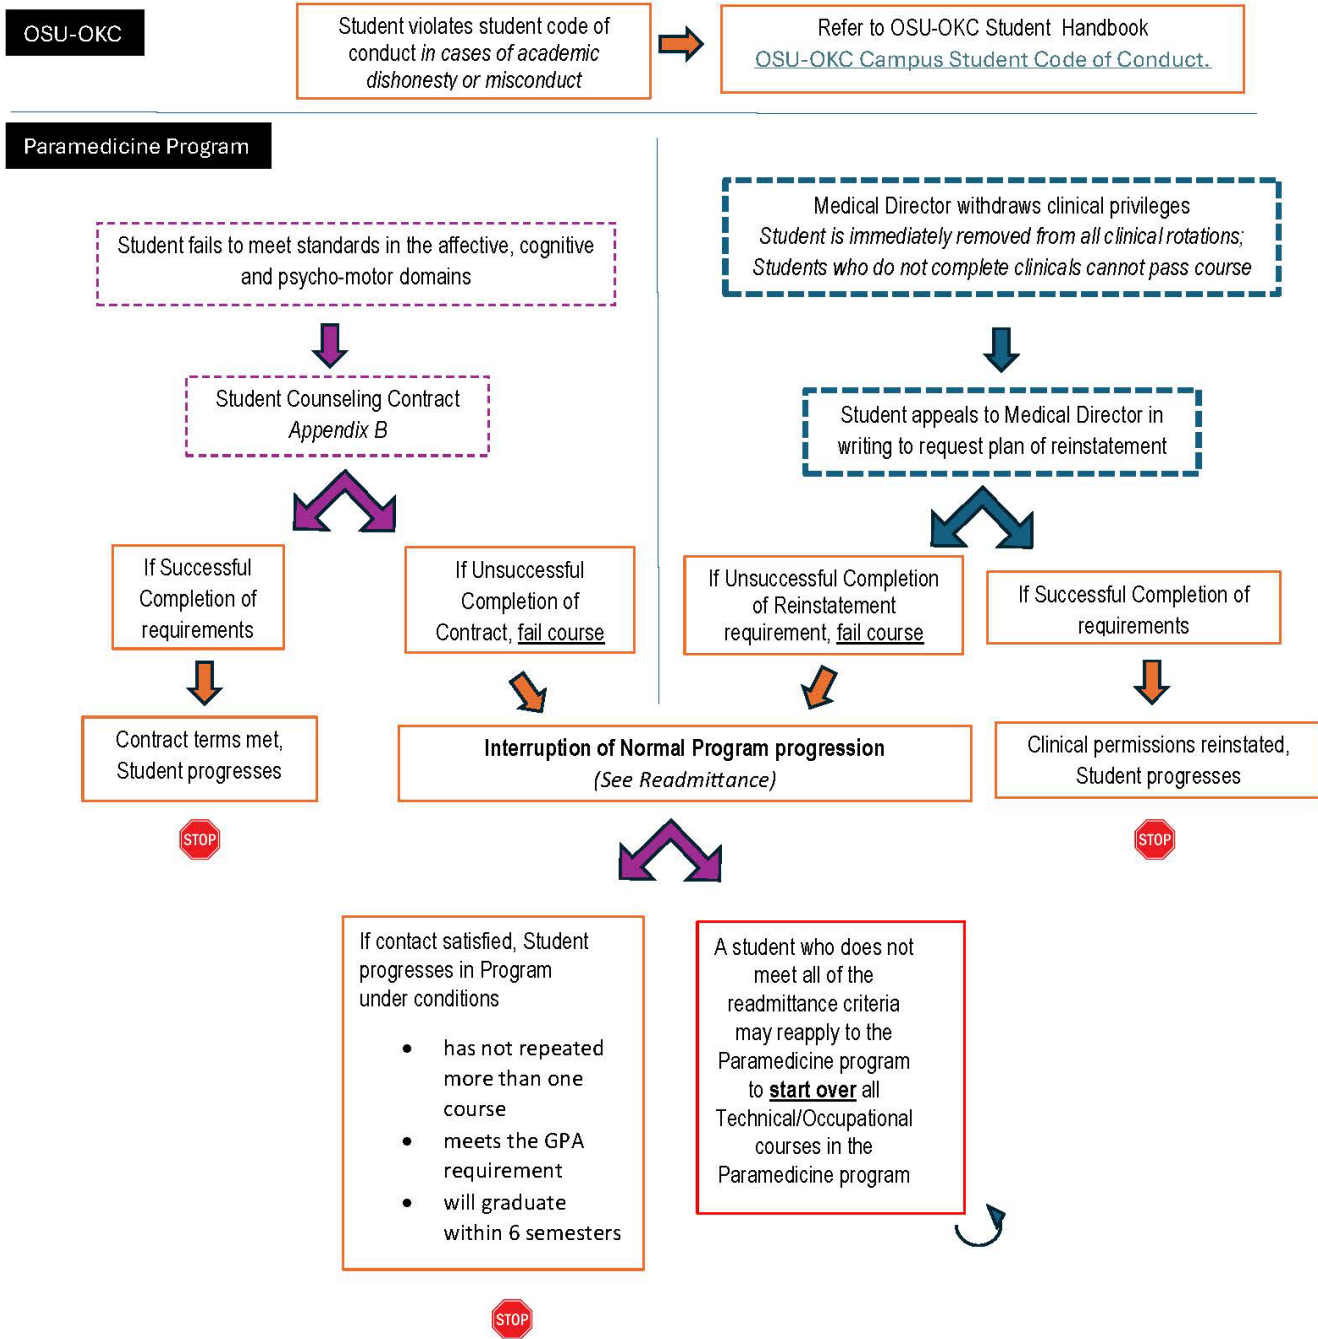 OSU-OKC
Student violates student code of
conduct in cases of academic
dishonesty or misconduct
Refer to OSU-OKC Student Handbook
OSU-OKC Campus Student Code of Conduct.
Paramedicine Program
Student fails to meet standards in the affective, cognitive
and psycho-motor domains
Student Counseling Contract
Appendix B
If Successful
Completion of
requirements
If Unsuccessful
Completion of
Contract, fail course
Contract terms met,
Student progresses
STOP
Medical Director withdraws clinical privileges
Student is immediately removed from all clinical rotations;
Students who do not complete clinicals cannot pass course
Student appeals to Medical Director in
writing to request plan of reinstatement
If Unsuccessful Completion
of Reinstatement
requirement, fail course
If Successful Completion of
requirements
Clinical permissions reinstated,
Student progresses
STOP
Interruption of Normal Program progression
(See Readmittance)
If contact satisfied, Student
progresses in Program
under conditions
• has not repeated
more than one
course
• meets the GPA
requirement
• will graduate
within 6 semesters
STOP
A student who does not
meet all of the
readmittance criteria
may reapply to the
Paramedicine program
to start over all
Technical/Occupational
courses in the
Paramedicine program